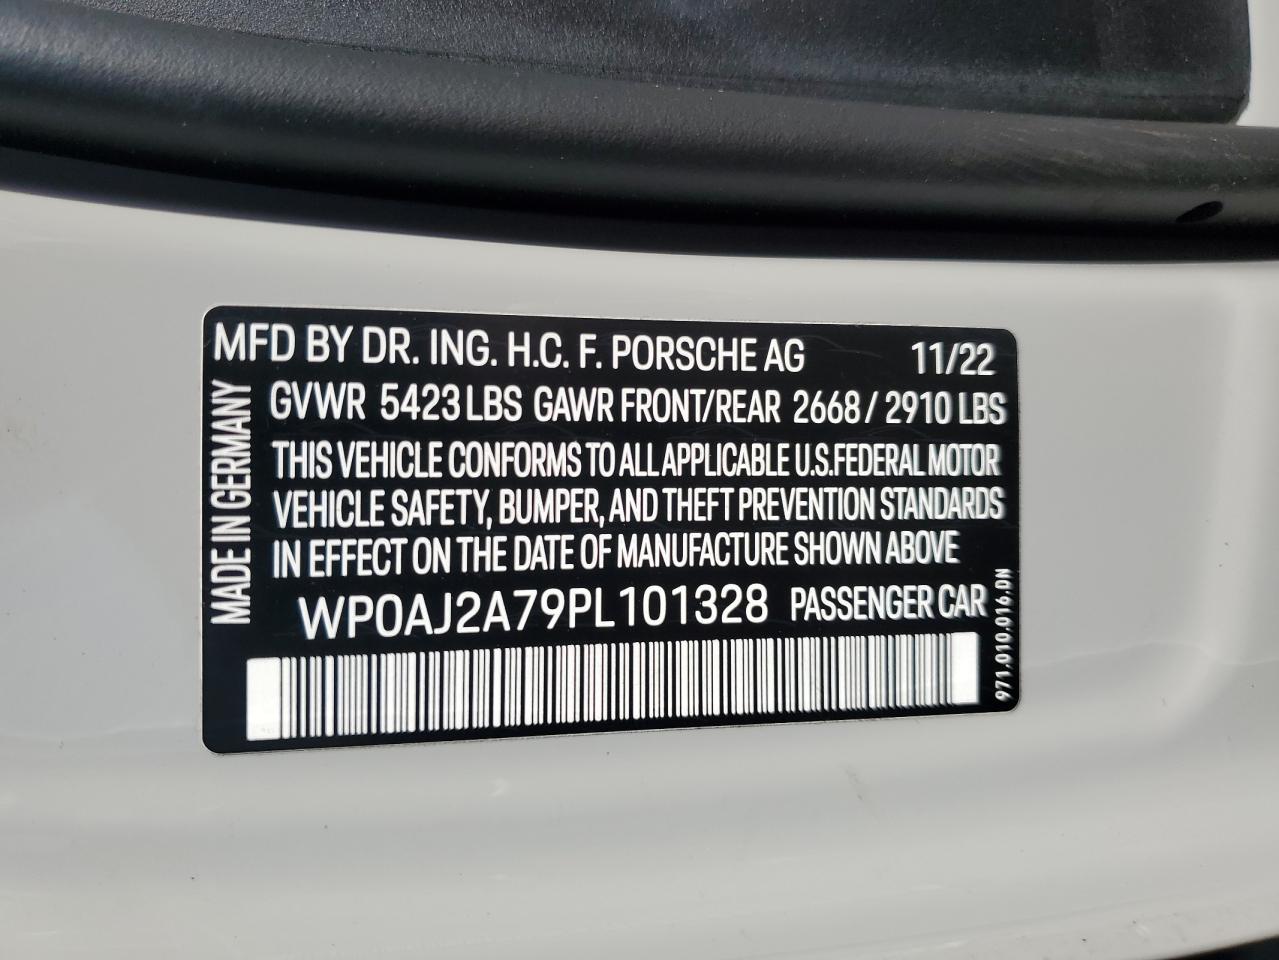 MFD BY DR. ING. H.C. F. PORSCHE AG 11/22
GVWR 5423 LBS GAWR FRONT/REAR 2668 / 2910 LBS
THIS VEHICLE CONFORMS TO ALL APPLICABLE U.S. FEDERAL MOTOR
VEHICLE SAFETY, BUMPER, AND THEFT PREVENTION STANDARDS
IN EFFECT ON THE DATE OF MANUFACTURE SHOWN ABOVE
WP0AJ2A79PL101328 PASSENGER CAR
MADE IN GERMANY
971.010.016.DN